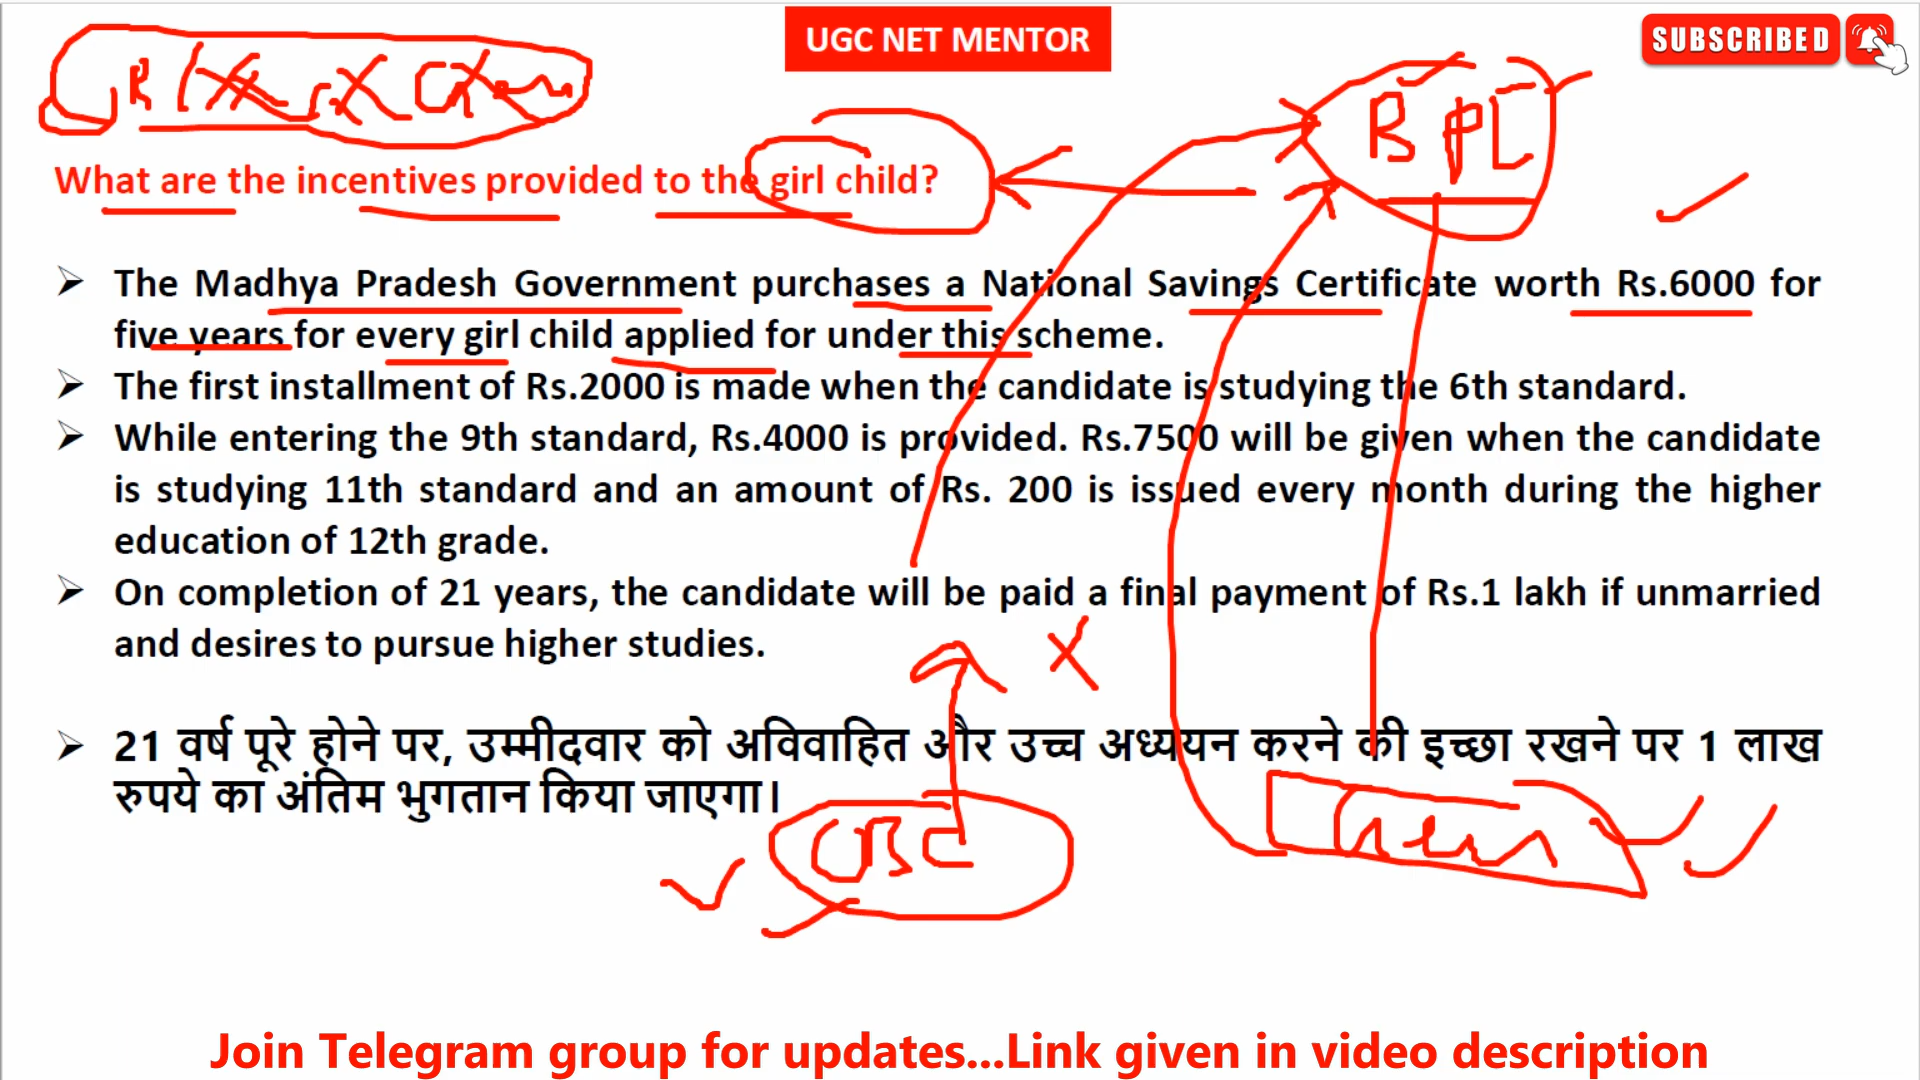 UGC NET MENTOR
SUBSCRIBED
BPL
What are the incentives provided to the girl child?
The Madhya Pradesh Government purchases a National Savings Certificate worth Rs.6000 for
five years for every girl child applied for under this scheme.
The first installment of Rs.2000 is made when the candidate is studying the 6th standard.
While entering the 9th standard, Rs.4000 is provided. Rs.7500 will be given when the candidate
is studying 11th standard and an amount of Rs. 200 is issued every month during the higher
education of 12th grade.
On completion of 21 years, the candidate will be paid a final payment of Rs.1 lakh if unmarried
and desires to pursue higher studies.
21 वर्ष पूरे होने पर, उम्मीदवार को अविवाहित और उच्च अध्ययन करने की इच्छा रखने पर 1 लाख
रुपये का अंतिम भुगतान किया जाएगा।
OBC
Join Telegram group for updates...Link given in video description